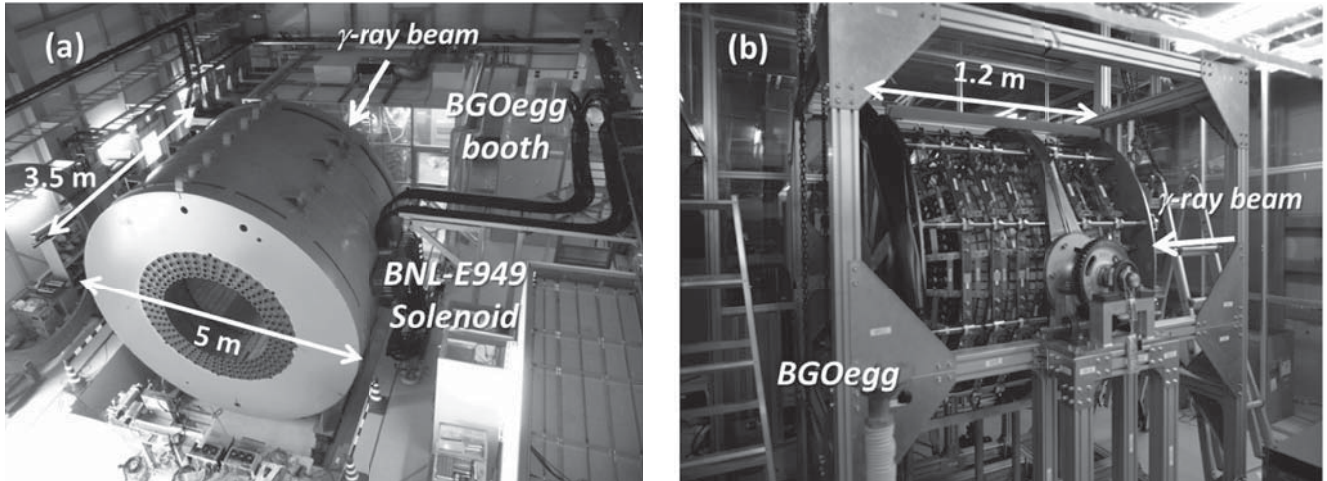 (a)
γ-ray beam
BGOegg
booth
3.5 m
BNL-E949
Solenoid
5 m
(b)
1.2 m
γ-ray beam
BGOegg